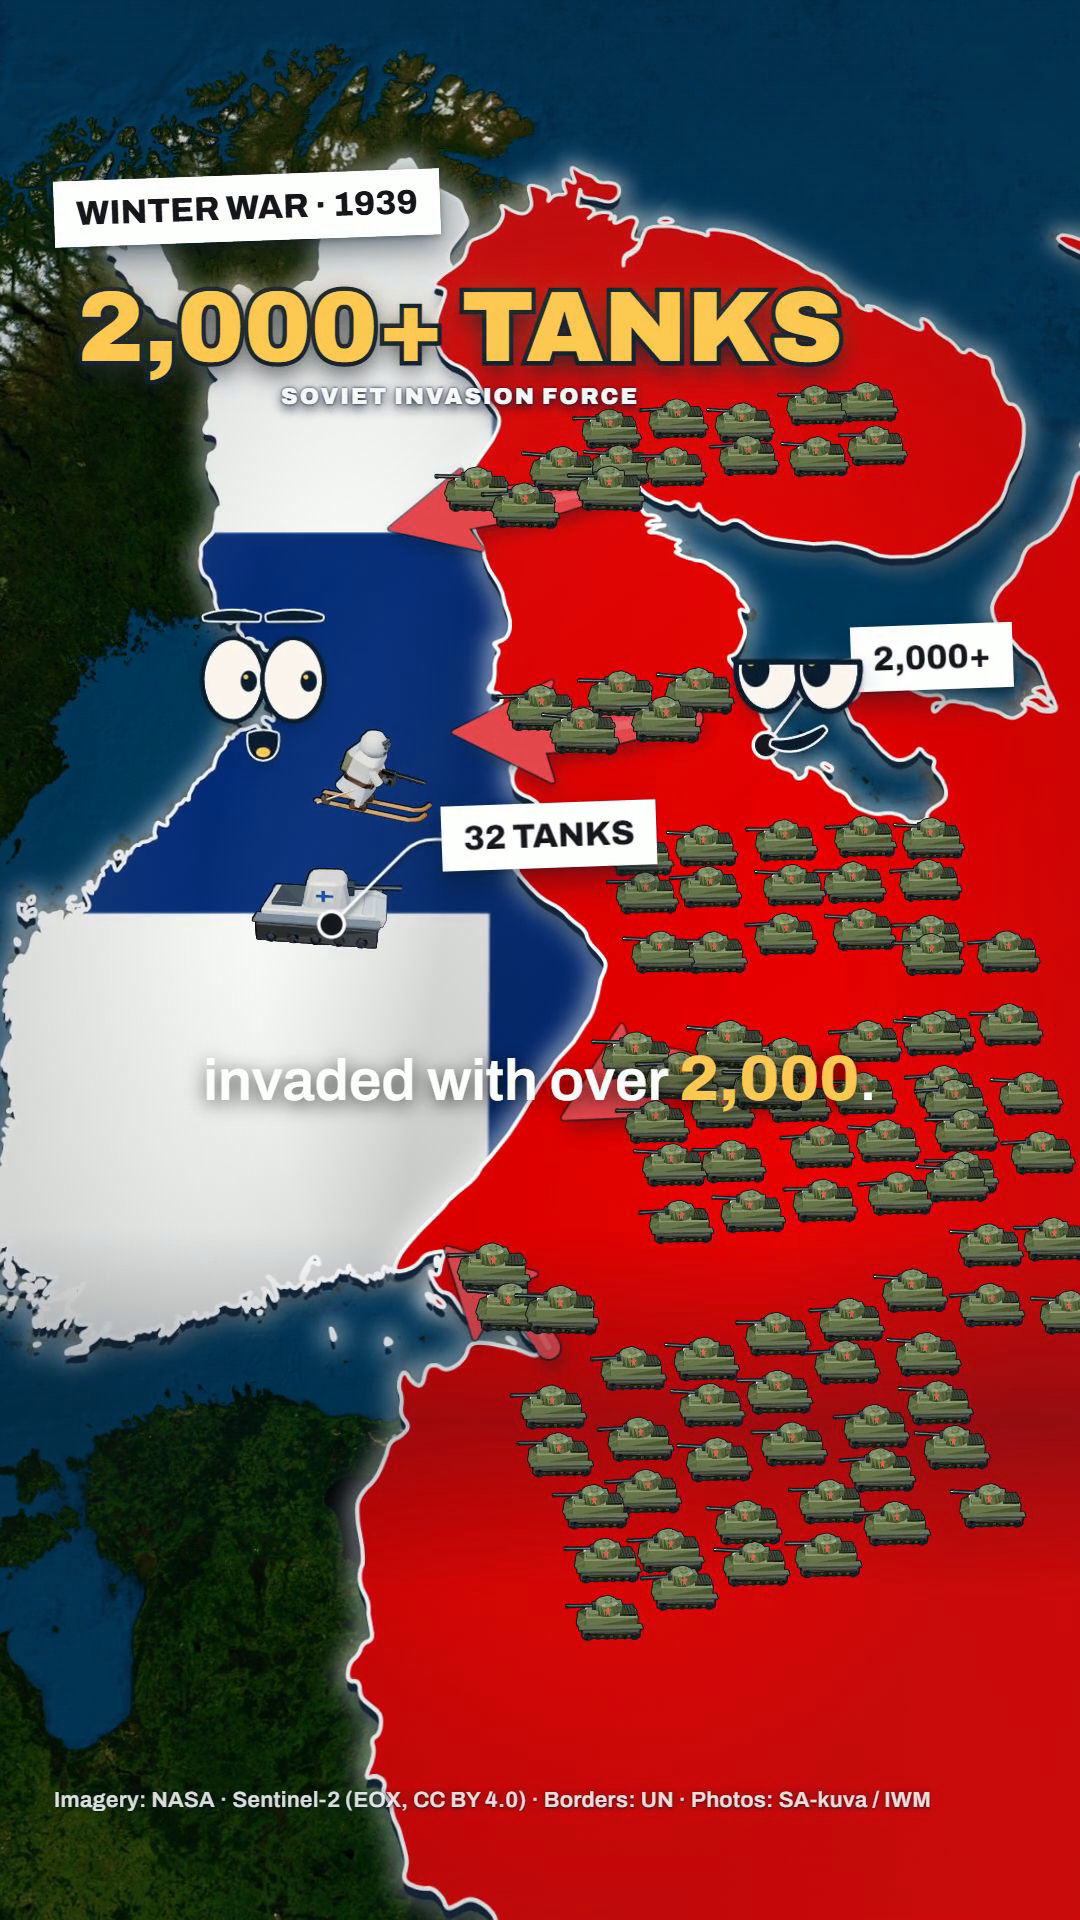 WINTER WAR · 1939
2,000+ TANKS
SOVIET INVASION FORCE
2,000+
32 TANKS
invaded with over 2,000.
Imagery: NASA · Sentinel-2 (EOX, CC BY 4.0) · Borders: UN · Photos: SA-kuva / IWM